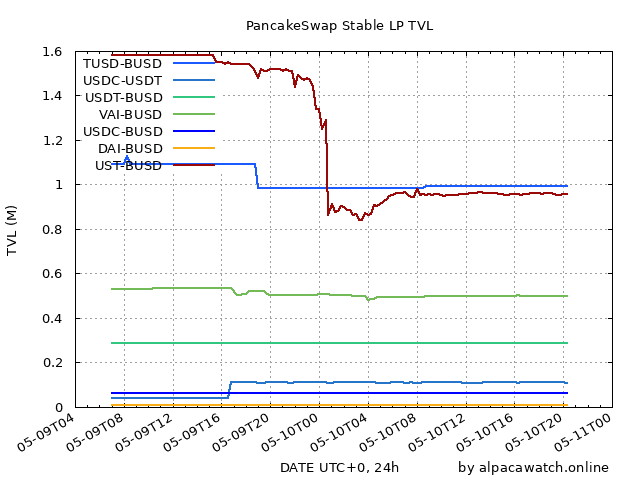 PancakeSwap Stable LP TVL
TVL (M)
1.6
1.4
1.2
1
0.8
0.6
0.4
0.2
0
TUSD-BUSD
USDC-USDT
USDT-BUSD
VAI-BUSD
USDC-BUSD
DAI-BUSD
UST-BUSD
05-09T04
05-09T08
05-09T12
05-09T16
05-09T20
05-10T00
05-10T04
05-10T08
05-10T12
05-10T16
05-10T20
05-11T00
DATE UTC+0, 24h
by alpacawatch.online